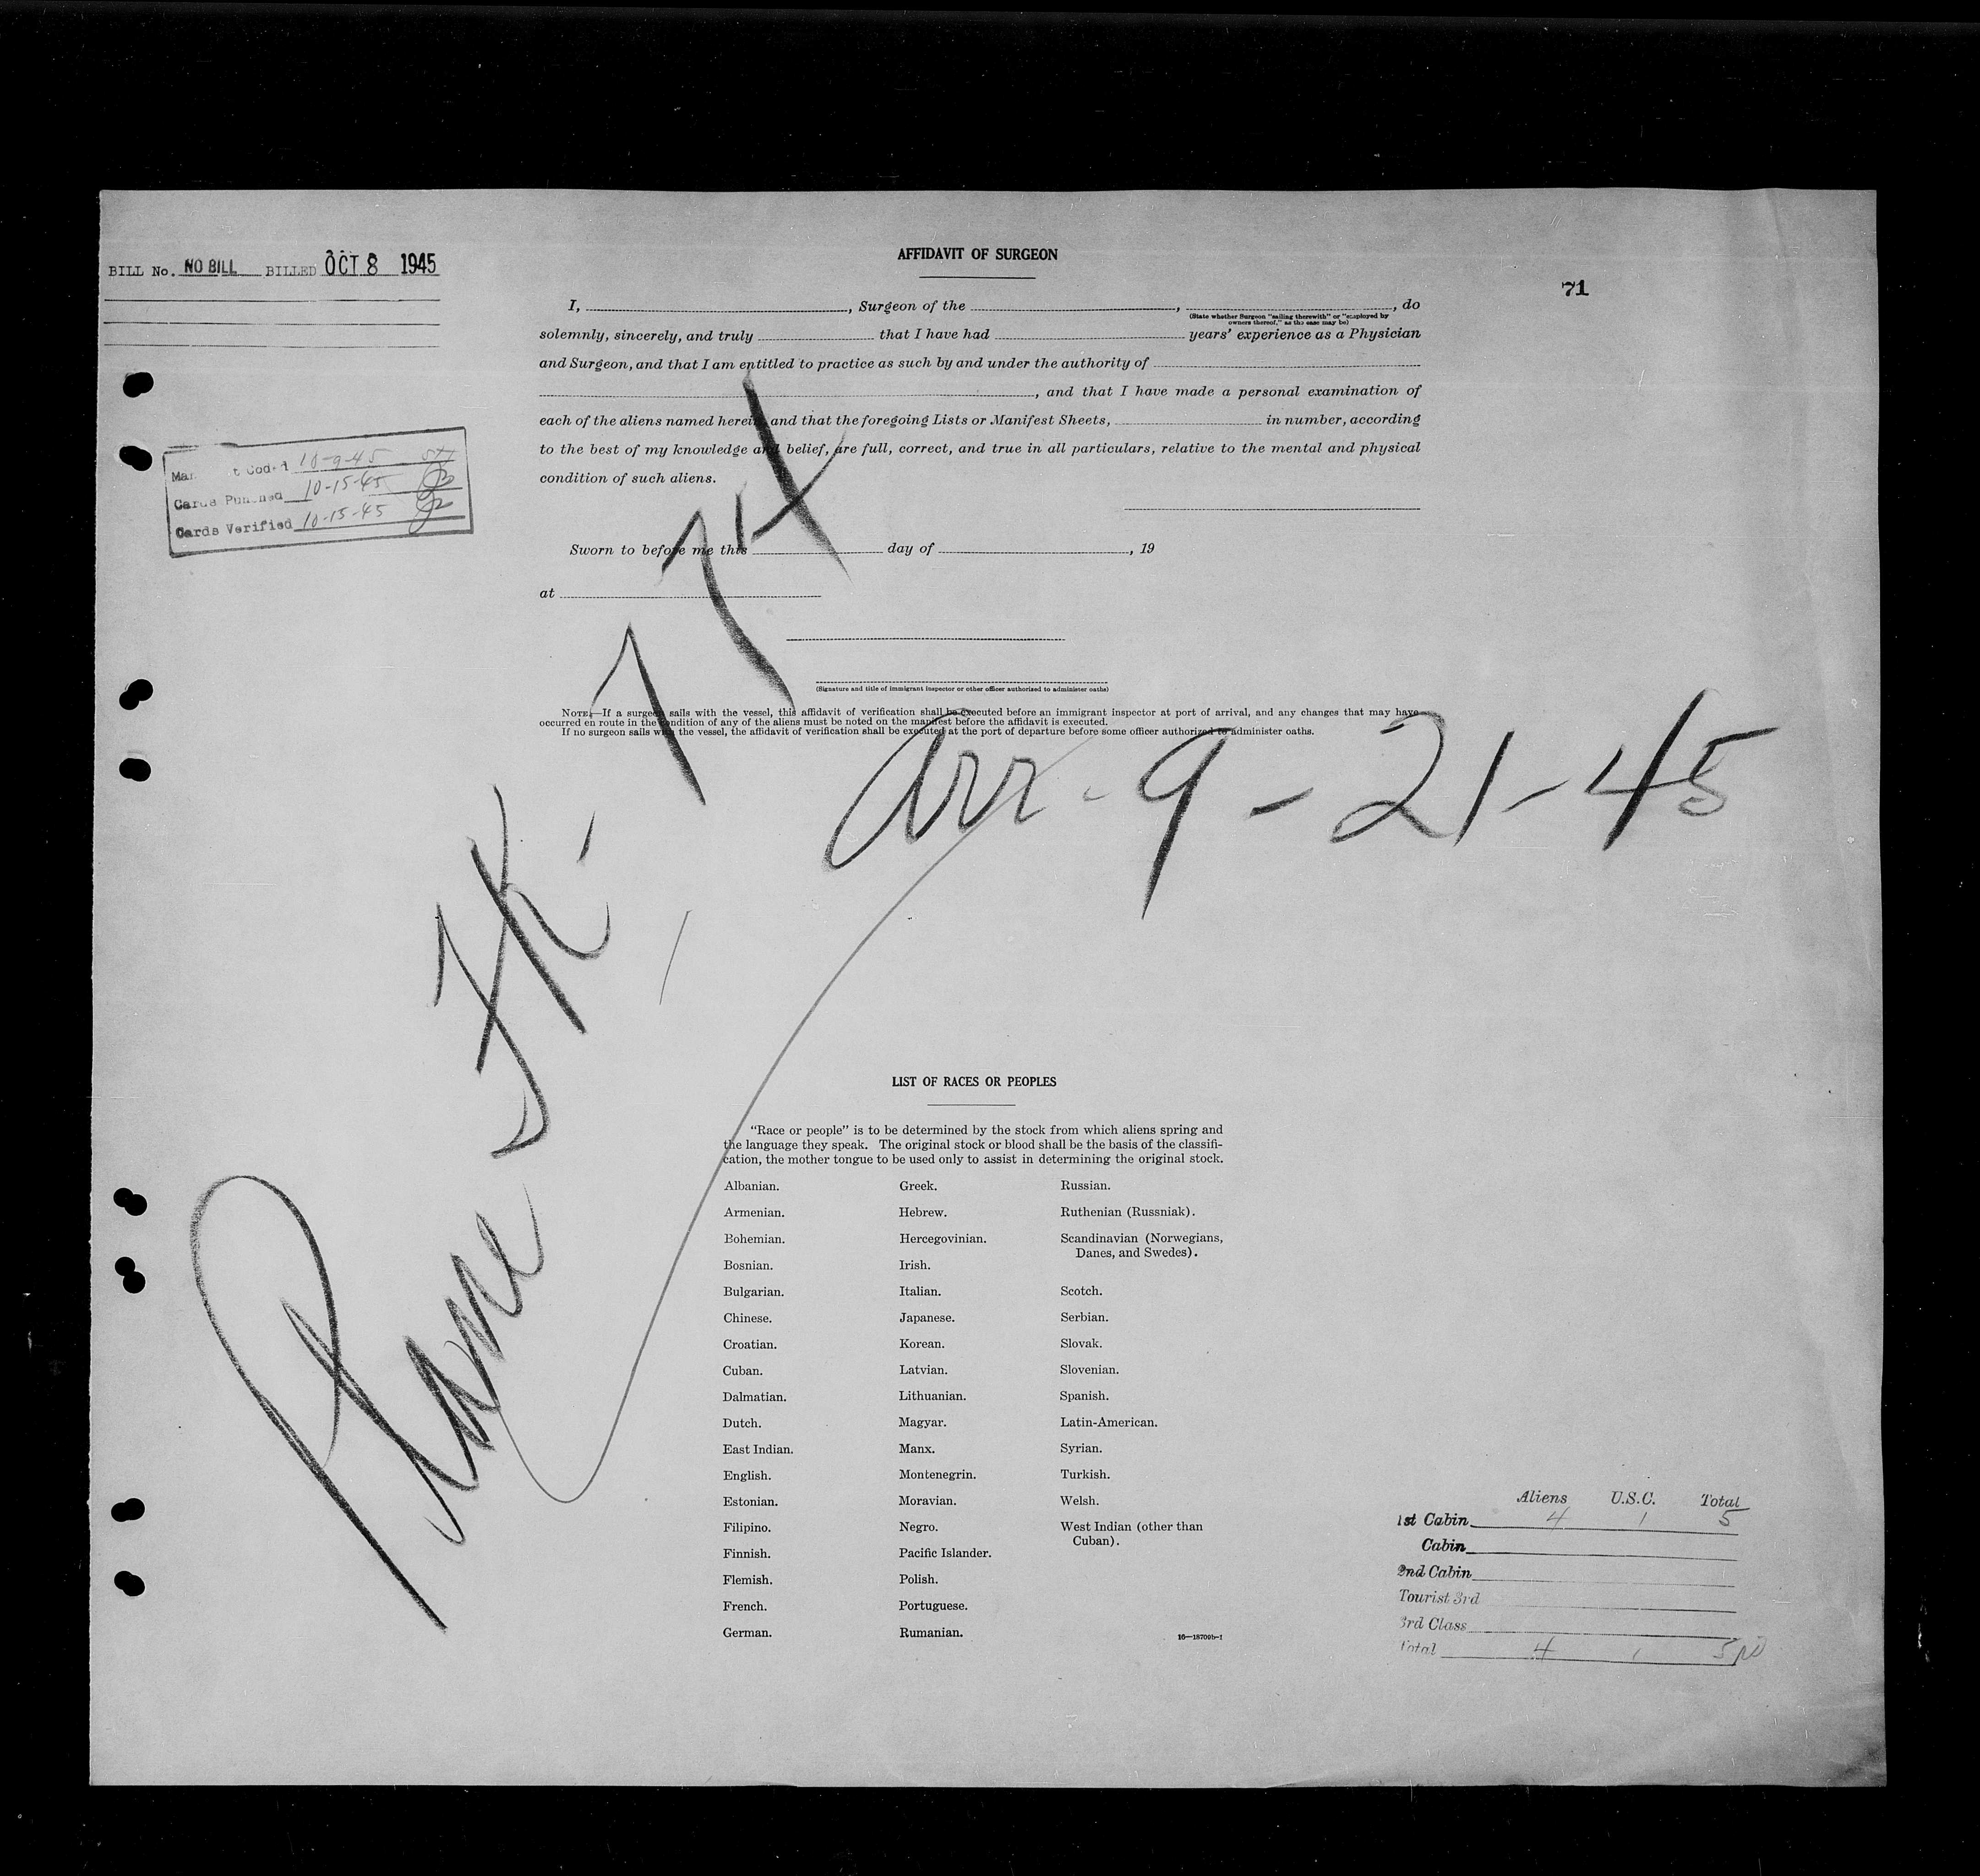 BILL No. NO BILL BILLED OCT 8 1945
AFFIDAVIT OF SURGEON
71
I, , Surgeon of the , , do
(State whether Surgeon "sailing therewith" or "employed by
owners thereof," as the case may be)
solemnly, sincerely, and truly that I have had years' experience as a Physician
and Surgeon, and that I am entitled to practice as such by and under the authority of
, and that I have made a personal examination of
each of the aliens named herein and that the foregoing Lists or Manifest Sheets, in number, according
to the best of my knowledge and belief, are full, correct, and true in all particulars, relative to the mental and physical
condition of such aliens.
Coded 10-9-45
Cards Punched 10-15-45
Cards Verified 10-15-45
Sworn to before me this day of , 19
at
(Signature and title of immigrant inspector or other officer authorized to administer oaths)
NOTE.—If a surgeon sails with the vessel, this affidavit of verification shall be executed before an immigrant inspector at port of arrival, and any changes that may have
occurred en route in the condition of any of the aliens must be noted on the manifest before the affidavit is executed.
If no surgeon sails with the vessel, the affidavit of verification shall be executed at the port of departure before some officer authorized to administer oaths.
Plane
arr - 9 - 21 - 45
LIST OF RACES OR PEOPLES
"Race or people" is to be determined by the stock from which aliens spring and
the language they speak. The original stock or blood shall be the basis of the classifi-
cation, the mother tongue to be used only to assist in determining the original stock.
Albanian.
Armenian.
Bohemian.
Bosnian.
Bulgarian.
Chinese.
Croatian.
Cuban.
Dalmatian.
Dutch.
East Indian.
English.
Estonian.
Filipino.
Finnish.
Flemish.
French.
German.
Greek.
Hebrew.
Hercegovinian.
Irish.
Italian.
Japanese.
Korean.
Latvian.
Lithuanian.
Magyar.
Manx.
Montenegrin.
Moravian.
Negro.
Pacific Islander.
Polish.
Portuguese.
Rumanian.
Russian.
Ruthenian (Russniak).
Scandinavian (Norwegians,
Danes, and Swedes).
Scotch.
Serbian.
Slovak.
Slovenian.
Spanish.
Latin-American.
Syrian.
Turkish.
Welsh.
West Indian (other than
Cuban).
16—18709b-1
Aliens U.S.C. Total
1st Cabin 4 1 5
Cabin
2nd Cabin
Tourist 3rd
3rd Class
Total 4 1 5